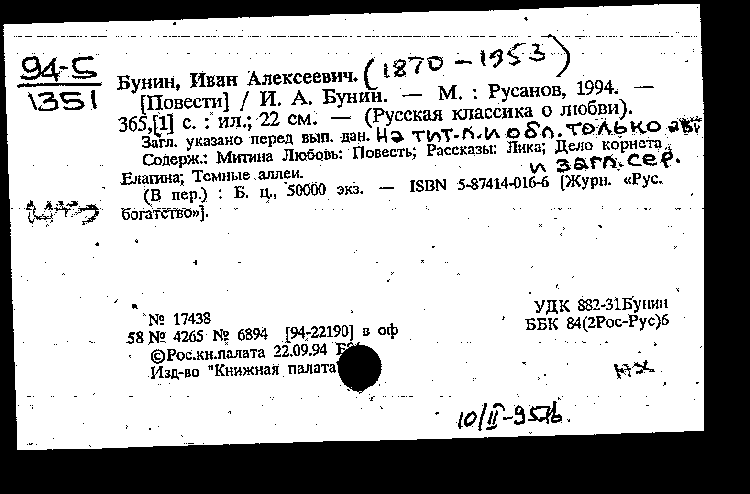 94-5
1351
Бунин, Иван Алексеевич. (1870-1953)
[Повести] / И. А. Бунин. — М. : Русанов, 1994. —
365,[1] с. : ил.; 22 см. — (Русская классика о любви).
Загл. указано перед вып. дан. На тит.л. и обл. только авт.
Содерж.: Митина Любовь: Повесть; Рассказы: Лика; Дело корнета и загл. сер.
Елагина; Темные аллеи.
(В пер.) : Б. ц., 50000 экз. — ISBN 5-87414-016-6 [Журн. «Рус.
богатство»].
УДК 882-31Бунин
№ 17438
ББК 84(2Рос-Рус)6
58 № 4265 № 6894 [94-22190] в оф
©Рос.кн.палата 22.09.94
Изд-во "Книжная палата"
10/II-95